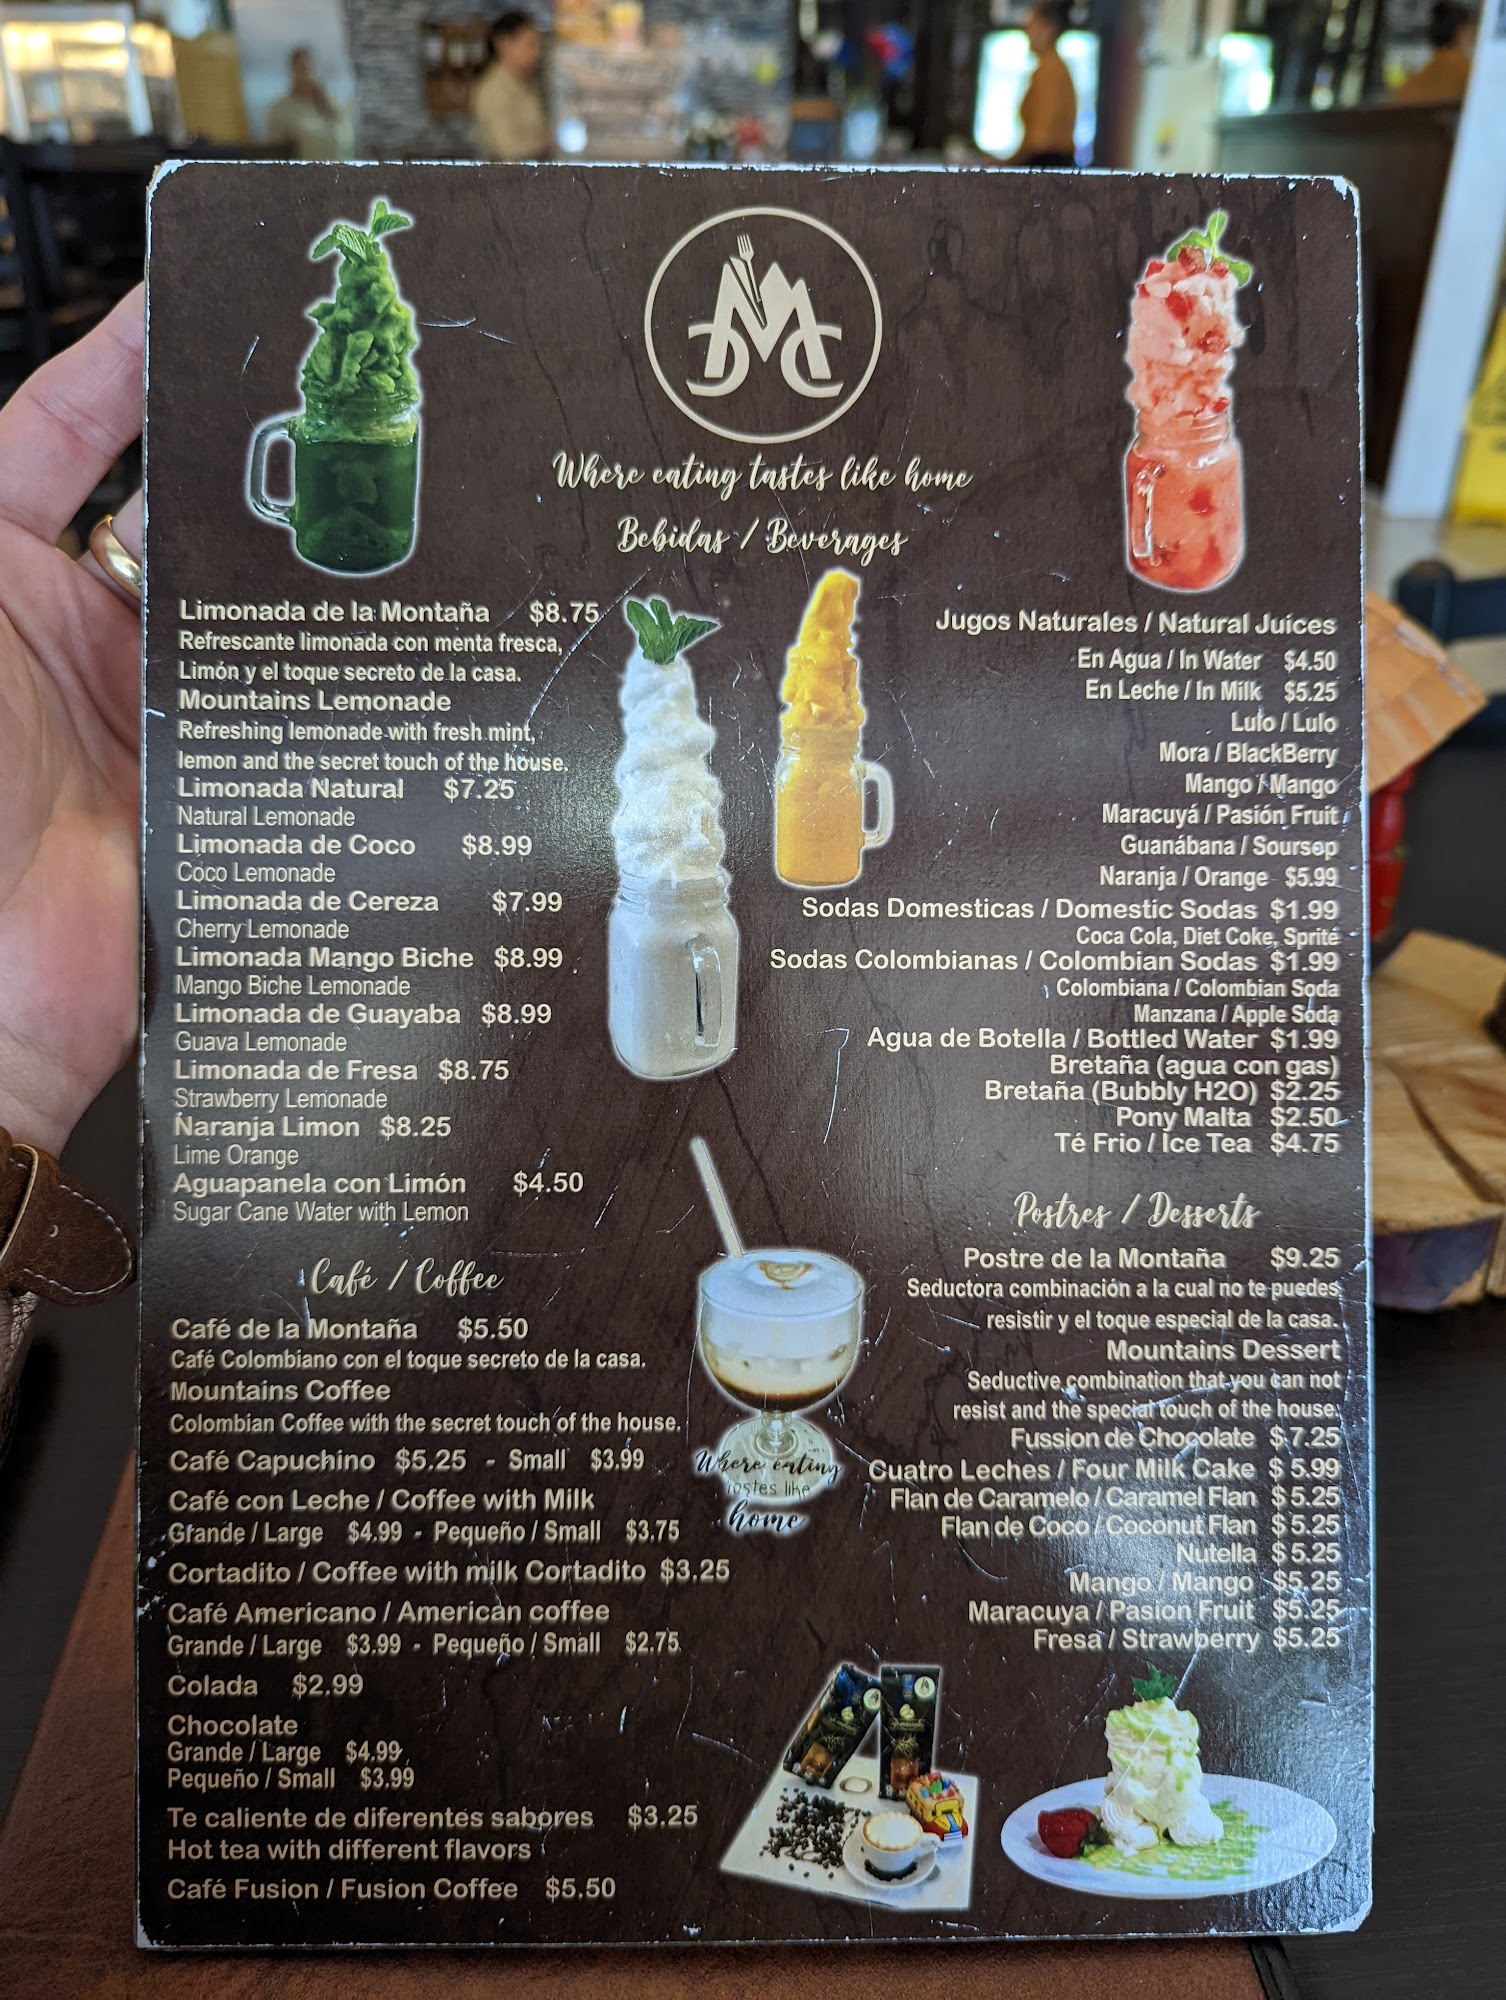 Where eating tastes like home
Bebidas / Beverages
Limonada de la Montaña $8.75
Refrescante limonada con menta fresca,
Limón y el toque secreto de la casa.
Mountains Lemonade
Refreshing lemonade with fresh mint,
lemon and the secret touch of the house.
Limonada Natural $7.25
Natural Lemonade
Limonada de Coco $8.99
Coco Lemonade
Limonada de Cereza $7.99
Cherry Lemonade
Limonada Mango Biche $8.99
Mango Biche Lemonade
Limonada de Guayaba $8.99
Guava Lemonade
Limonada de Fresa $8.75
Strawberry Lemonade
Naranja Limon $8.25
Lime Orange
Aguapanela con Limón $4.50
Sugar Cane Water with Lemon
Café / Coffee
Café de la Montaña $5.50
Café Colombiano con el toque secreto de la casa.
Mountains Coffee
Colombian Coffee with the secret touch of the house.
Café Capuchino $5.25 - Small $3.99
Café con Leche / Coffee with Milk
Grande / Large $4.99 - Pequeño / Small $3.75
Cortadito / Coffee with milk Cortadito $3.25
Café Americano / American coffee
Grande / Large $3.99 - Pequeño / Small $2.75
Colada $2.99
Chocolate
Grande / Large $4.99
Pequeño / Small $3.99
Te caliente de diferentes sabores $3.25
Hot tea with different flavors
Café Fusion / Fusion Coffee $5.50
Jugos Naturales / Natural Juices
En Agua / In Water $4.50
En Leche / In Milk $5.25
Lulo / Lulo
Mora / BlackBerry
Mango / Mango
Maracuyá / Pasión Fruit
Guanábana / Soursop
Naranja / Orange $5.99
Sodas Domesticas / Domestic Sodas $1.99
Coca Cola, Diet Coke, Sprite
Sodas Colombianas / Colombian Sodas $1.99
Colombiana / Colombian Soda
Manzana / Apple Soda
Agua de Botella / Bottled Water $1.99
Bretaña (agua con gas)
Bretaña (Bubbly H2O) $2.25
Pony Malta $2.50
Té Frio / Ice Tea $4.75
Postres / Desserts
Postre de la Montaña $9.25
Seductora combinación a la cual no te puedes
resistir y el toque especial de la casa.
Mountains Dessert
Seductive combination that you can not
resist and the special touch of the house.
Fussion de Chocolate $7.25
Cuatro Leches / Four Milk Cake $5.99
Flan de Caramelo / Caramel Flan $5.25
Flan de Coco / Coconut Flan $5.25
Nutella $5.25
Mango / Mango $5.25
Maracuya / Pasion Fruit $5.25
Fresa / Strawberry $5.25
Where eating
tastes like
home